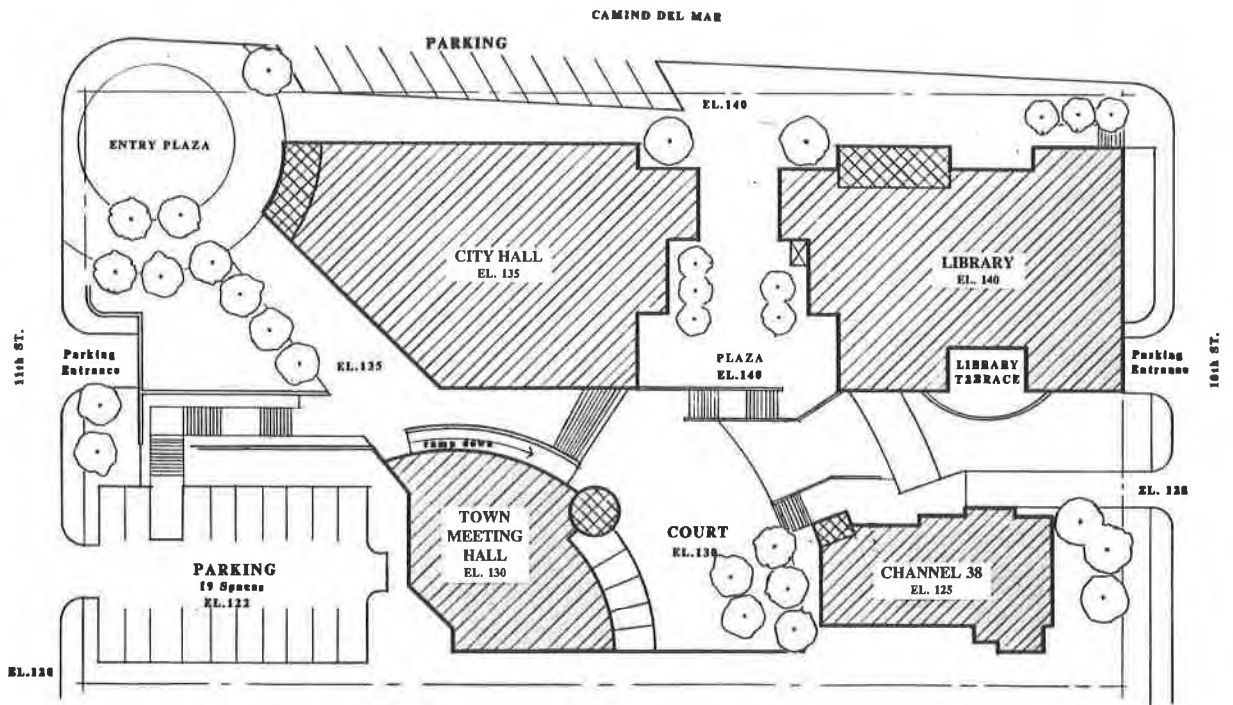 CAMINO DEL MAR
PARKING
EL.140
ENTRY PLAZA
CITY HALL
EL. 135
LIBRARY
EL. 140
11th ST.
Parking
Entrance
EL.135
PLAZA
EL.140
LIBRARY
TERRACE
Parking
Entrance
10th ST.
ramp down
EL. 128
TOWN
MEETING
HALL
EL. 130
COURT
EL.130
PARKING
19 Spaces
EL.122
CHANNEL 38
EL. 125
EL.120